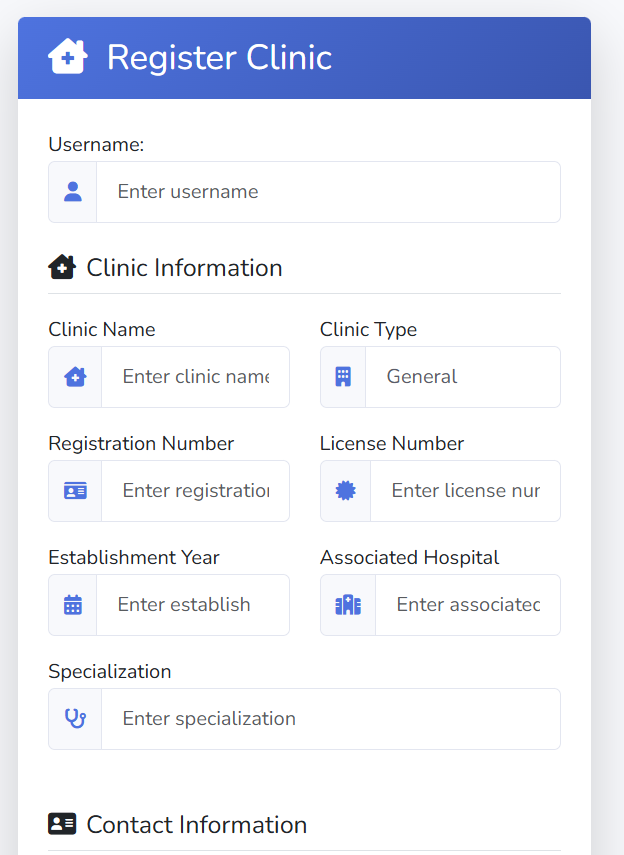 Register Clinic
Username:
Enter username
Clinic Information
Clinic Name
Clinic Type
Enter clinic name
General
Registration Number
License Number
Enter registration
Enter license nur
Establishment Year
Associated Hospital
Enter establish
Enter associated
Specialization
Enter specialization
Contact Information